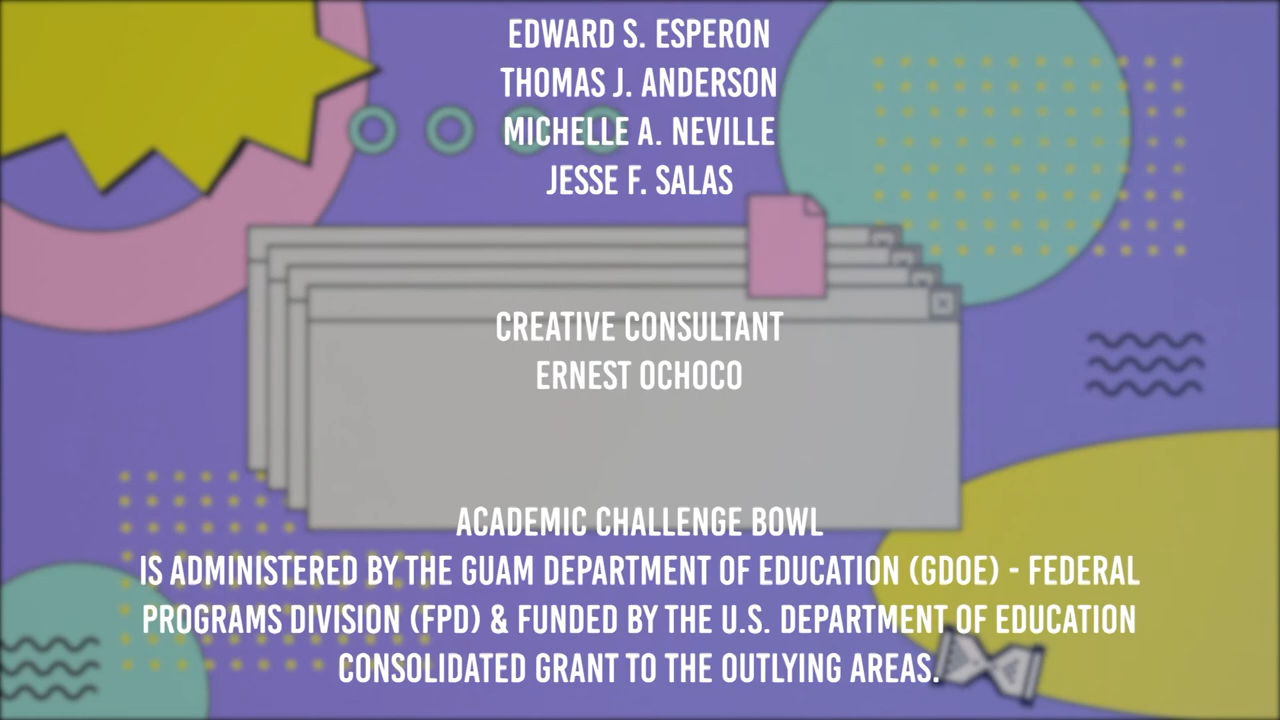 EDWARD S. ESPERON
THOMAS J. ANDERSON
MICHELLE A. NEVILLE
JESSE F. SALAS
CREATIVE CONSULTANT
ERNEST OCHOCO
ACADEMIC CHALLENGE BOWL
IS ADMINISTERED BY THE GUAM DEPARTMENT OF EDUCATION (GDOE) - FEDERAL
PROGRAMS DIVISION (FPD) & FUNDED BY THE U.S. DEPARTMENT OF EDUCATION
CONSOLIDATED GRANT TO THE OUTLYING AREAS.